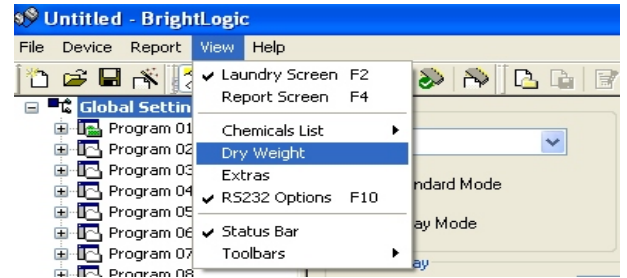 Untitled - BrightLogic
File Device Report View Help
Laundry Screen F2
Report Screen F4
Global Settin
Program 01
Chemicals List
Program 02
Dry Weight
Program 03
Extras
ndard Mode
Program 04
RS232 Options F10
Program 05
Program 06
Status Bar
ay Mode
Program 07
Toolbars
ay
Program 08